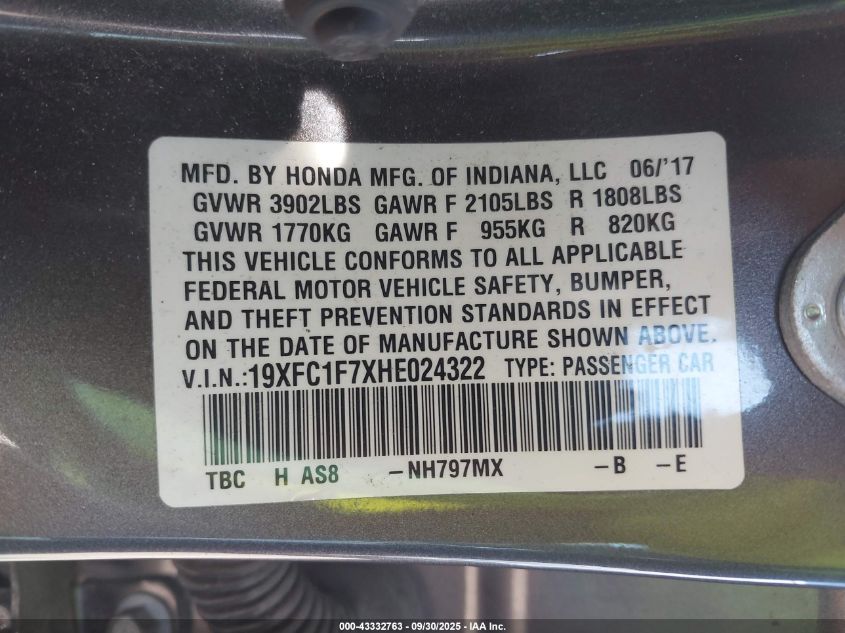 MFD. BY HONDA MFG. OF INDIANA, LLC 06/'17
GVWR 3902LBS GAWR F 2105LBS R 1808LBS
GVWR 1770KG GAWR F 955KG R 820KG
THIS VEHICLE CONFORMS TO ALL APPLICABLE
FEDERAL MOTOR VEHICLE SAFETY, BUMPER,
AND THEFT PREVENTION STANDARDS IN EFFECT
ON THE DATE OF MANUFACTURE SHOWN ABOVE.
V.I.N.:19XFC1F7XHE024322 TYPE: PASSENGER CAR
TBC H AS8 -NH797MX -B -E
000-43332763 - 09/30/2025 - IAA Inc.